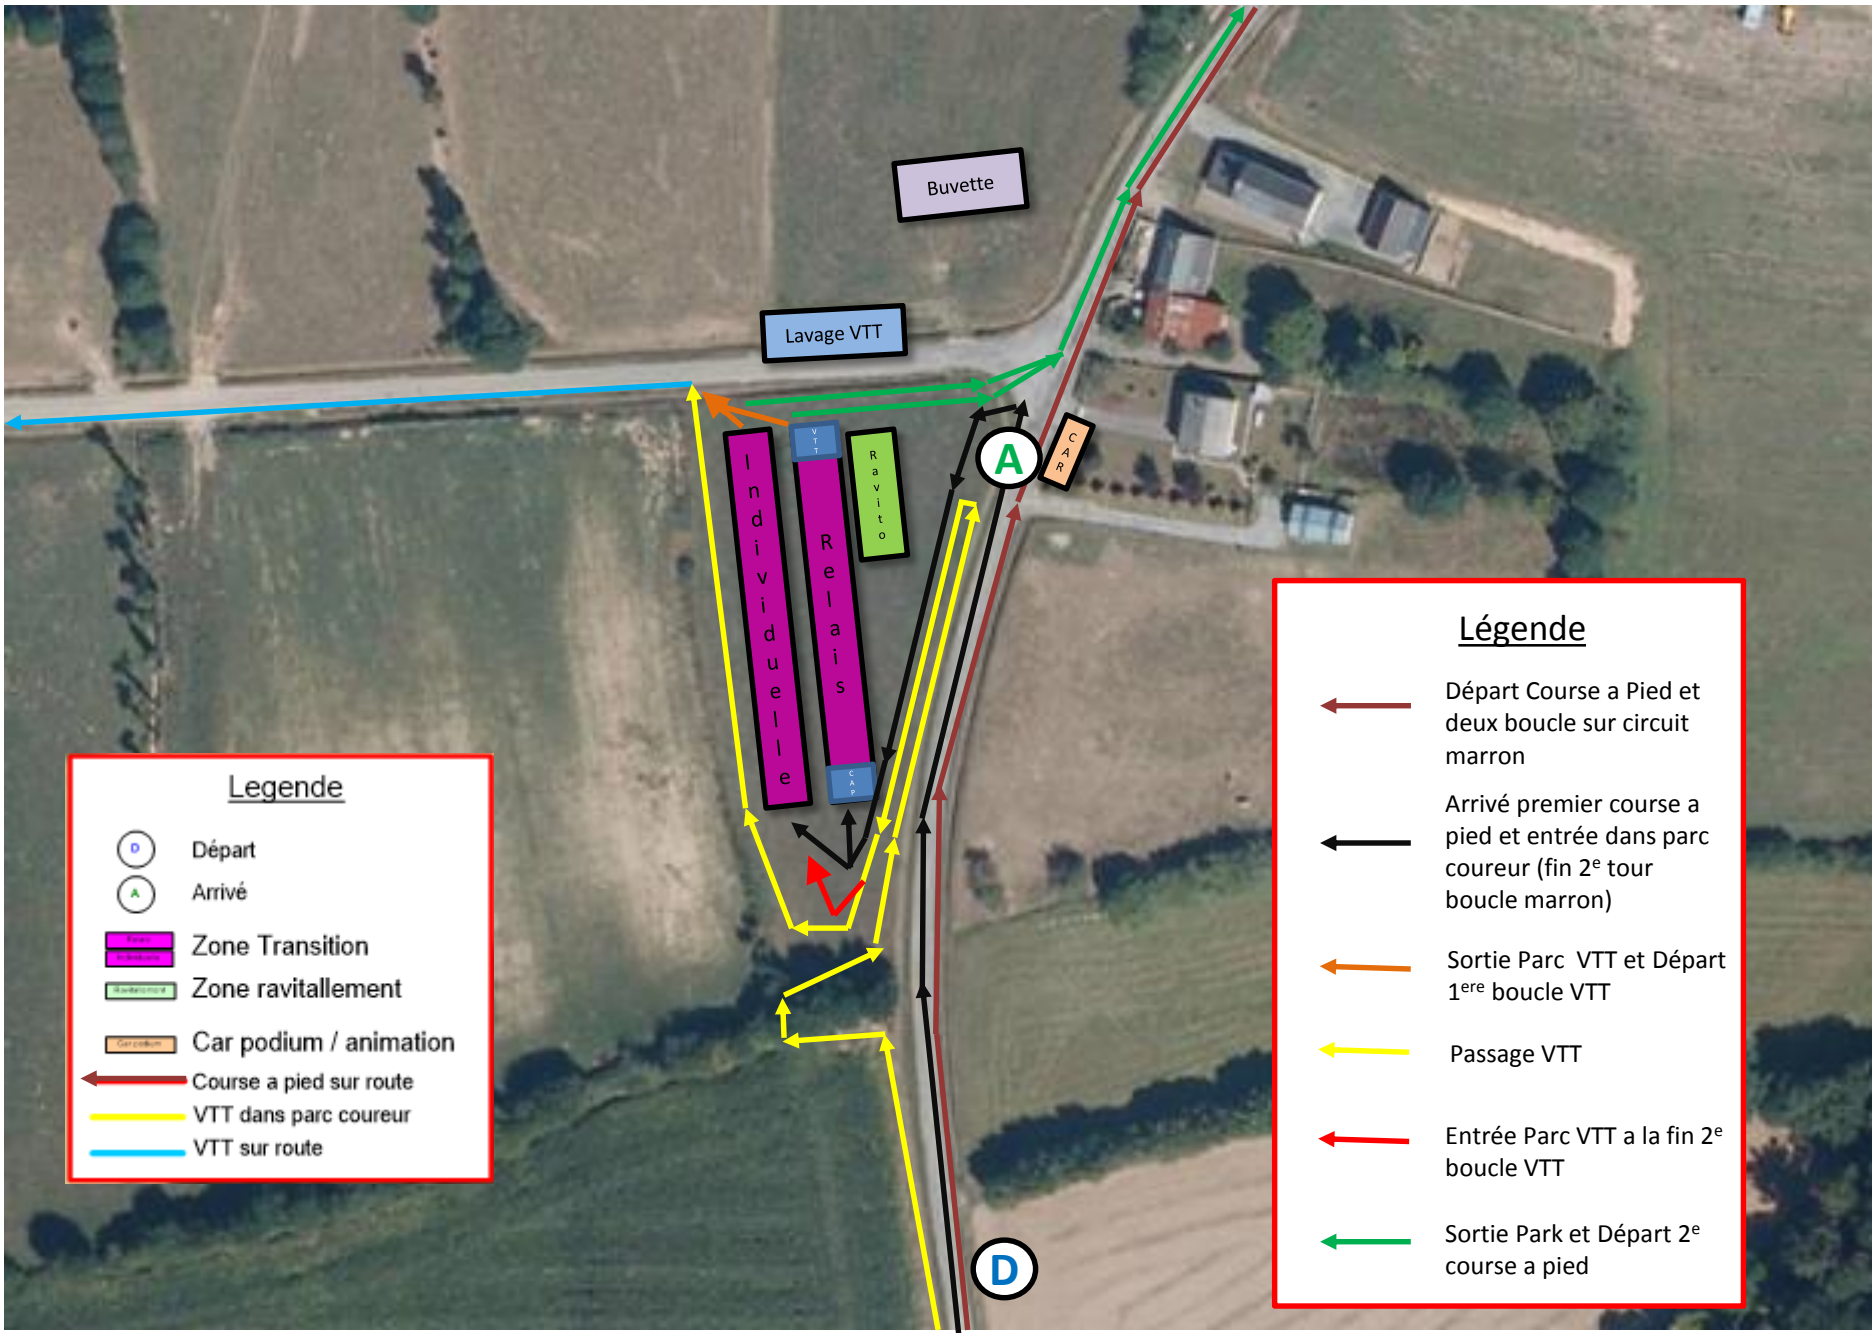 Buvette
Lavage VTT
VTT
Individuelle
Relais
Ravito
CAP
A
CAR
D
Legende
D Départ
A Arrivé
Zone Transition
Zone ravitallement
Car podium / animation
Course a pied sur route
VTT dans parc coureur
VTT sur route
Légende
Départ Course a Pied et
deux boucle sur circuit
marron
Arrivé premier course a
pied et entrée dans parc
coureur (fin 2e tour
boucle marron)
Sortie Parc VTT et Départ
1ere boucle VTT
Passage VTT
Entrée Parc VTT a la fin 2e
boucle VTT
Sortie Park et Départ 2e
course a pied